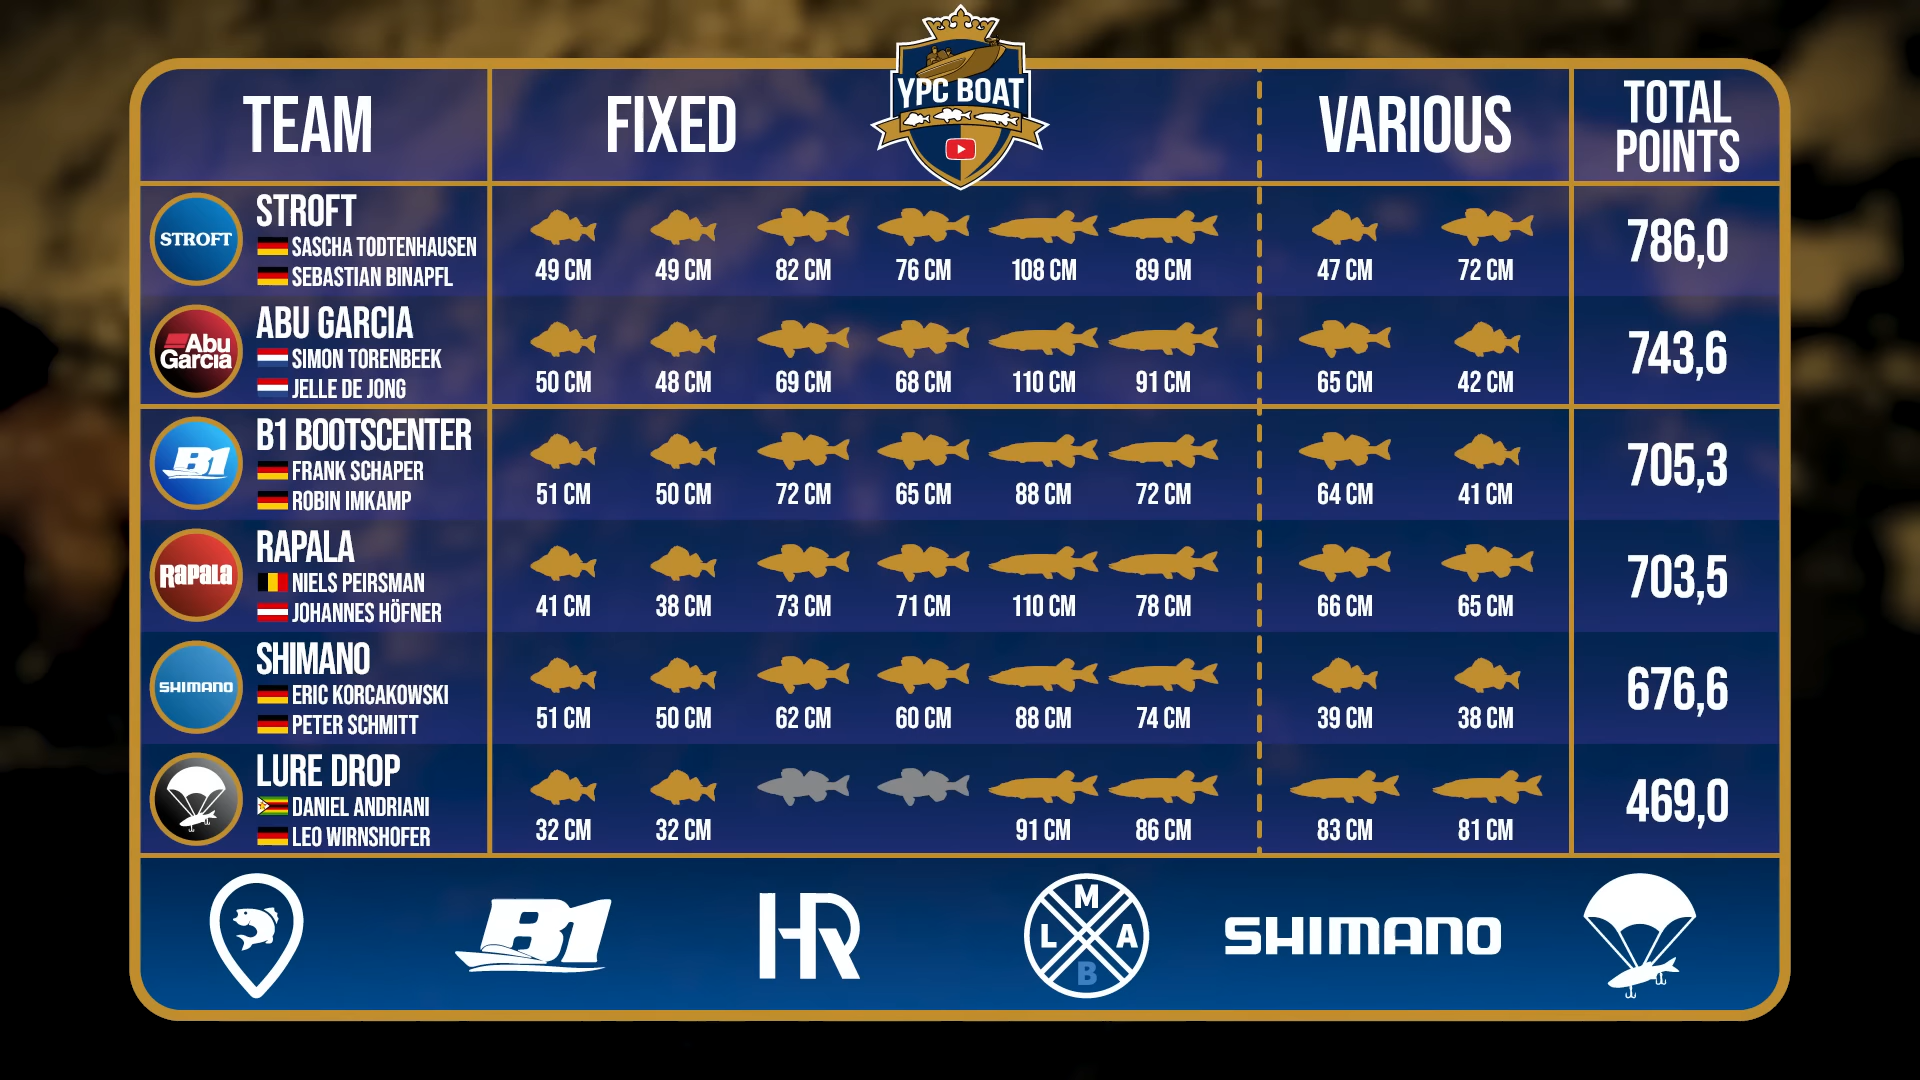 YPC BOAT
TEAM FIXED VARIOUS TOTAL POINTS
STROFT
STROFT
SASCHA TODTENHAUSEN
SEBASTIAN BINAPFL
49 CM 49 CM 82 CM 76 CM 108 CM 89 CM 47 CM 72 CM
786,0
Abu
Garcia
ABU GARCIA
SIMON TORENBEEK
JELLE DE JONG
50 CM 48 CM 69 CM 68 CM 110 CM 91 CM 65 CM 42 CM
743,6
B1
B1 BOOTSCENTER
FRANK SCHAPER
ROBIN IMKAMP
51 CM 50 CM 72 CM 65 CM 88 CM 72 CM 64 CM 41 CM
705,3
RAPALA
RAPALA
NIELS PEIRSMAN
JOHANNES HÖFNER
41 CM 38 CM 73 CM 71 CM 110 CM 78 CM 66 CM 65 CM
703,5
SHIMANO
SHIMANO
ERIC KORCAKOWSKI
PETER SCHMITT
51 CM 50 CM 62 CM 60 CM 88 CM 74 CM 39 CM 38 CM
676,6
LURE DROP
DANIEL ANDRIANI
LEO WIRNSHOFER
32 CM 32 CM 91 CM 86 CM 83 CM 81 CM
469,0
B1 HR L M A B SHIMANO